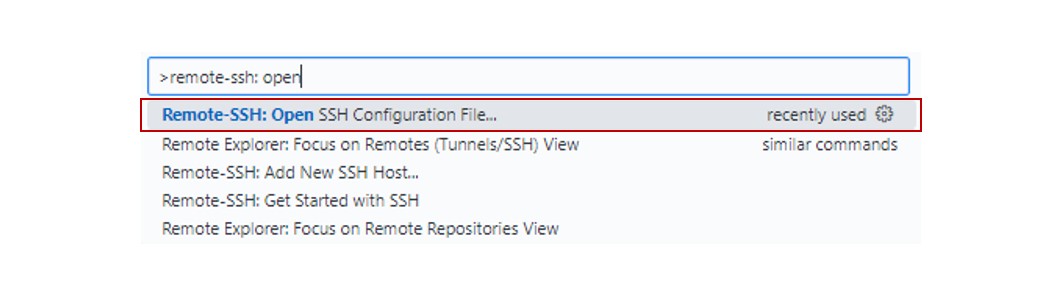 >remote-ssh: open
Remote-SSH: Open SSH Configuration File... recently used
Remote Explorer: Focus on Remotes (Tunnels/SSH) View similar commands
Remote-SSH: Add New SSH Host...
Remote-SSH: Get Started with SSH
Remote Explorer: Focus on Remote Repositories View